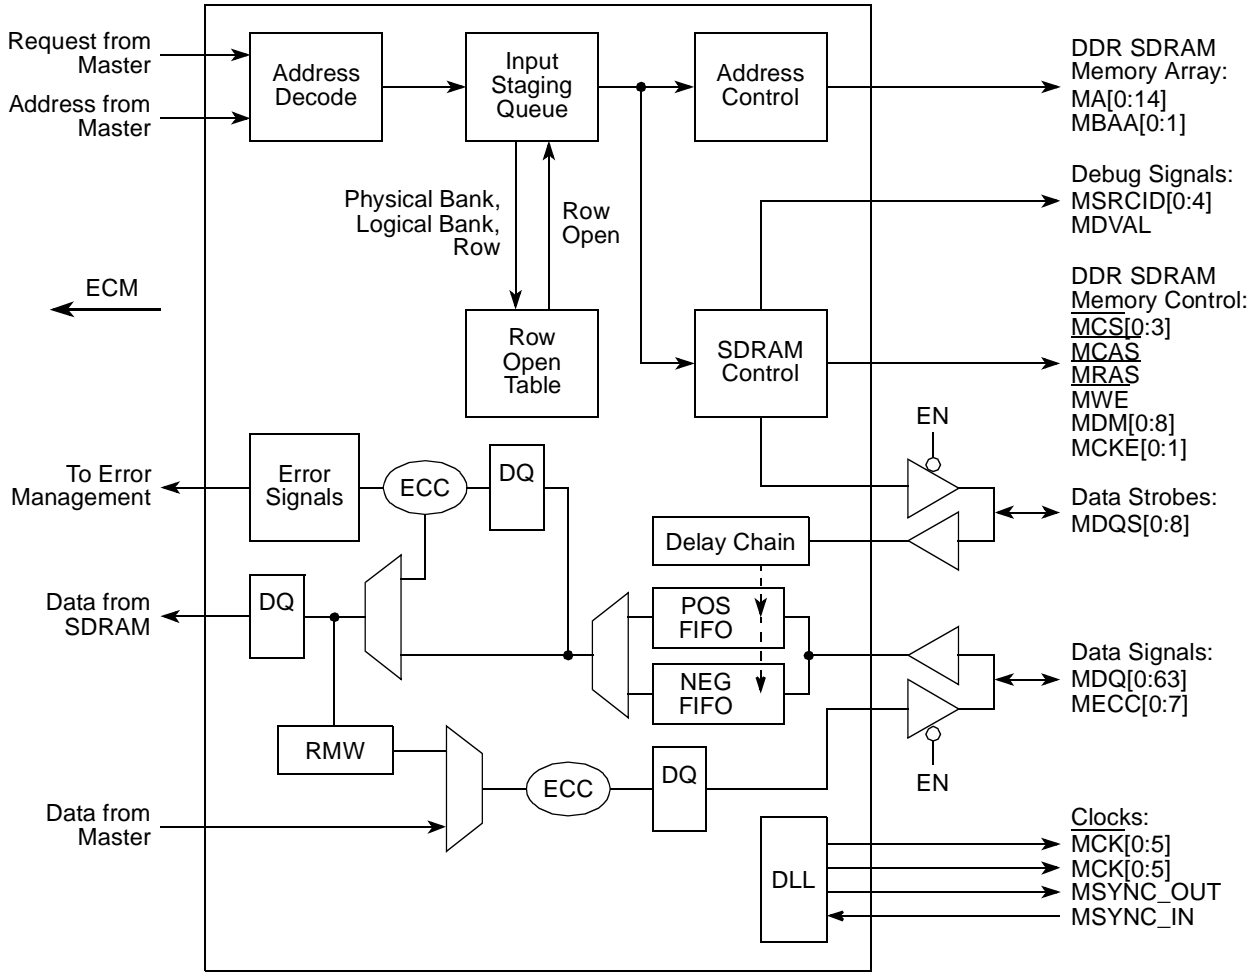 Request from
Master
Address from
Master
Address
Decode
Input
Staging
Queue
Address
Control
DDR SDRAM
Memory Array:
MA[0:14]
MBAA[0:1]
Physical Bank,
Logical Bank,
Row
Row
Open
Debug Signals:
MSRCID[0:4]
MDVAL
ECM
Row
Open
Table
SDRAM
Control
DDR SDRAM
Memory Control:
MCS[0:3]
MCAS
MRAS
MWE
MDM[0:8]
MCKE[0:1]
EN
To Error
Management
Error
Signals
ECC
DQ
Delay Chain
Data Strobes:
MDQS[0:8]
Data from
SDRAM
DQ
POS
FIFO
NEG
FIFO
Data Signals:
MDQ[0:63]
MECC[0:7]
RMW
ECC
DQ
EN
Data from
Master
DLL
Clocks:
MCK[0:5]
MCK[0:5]
MSYNC_OUT
MSYNC_IN